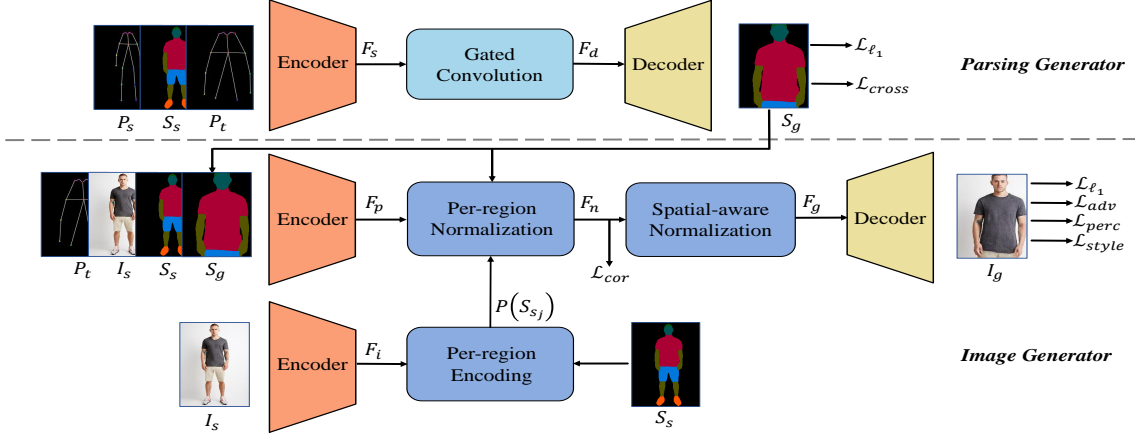 Encoder
F_s
Gated
Convolution
F_d
Decoder
ℒ_ℓ₁
ℒ_cross
Parsing Generator
P_s S_s P_t
S_g
Encoder
F_p
Per-region
Normalization
F_n
Spatial-aware
Normalization
F_g
Decoder
ℒ_ℓ₁
ℒ_adv
ℒ_perc
ℒ_style
P_t I_s S_s S_g
ℒ_cor
I_g
P(S_{s_j})
Encoder
F_i
Per-region
Encoding
Image Generator
I_s
S_s